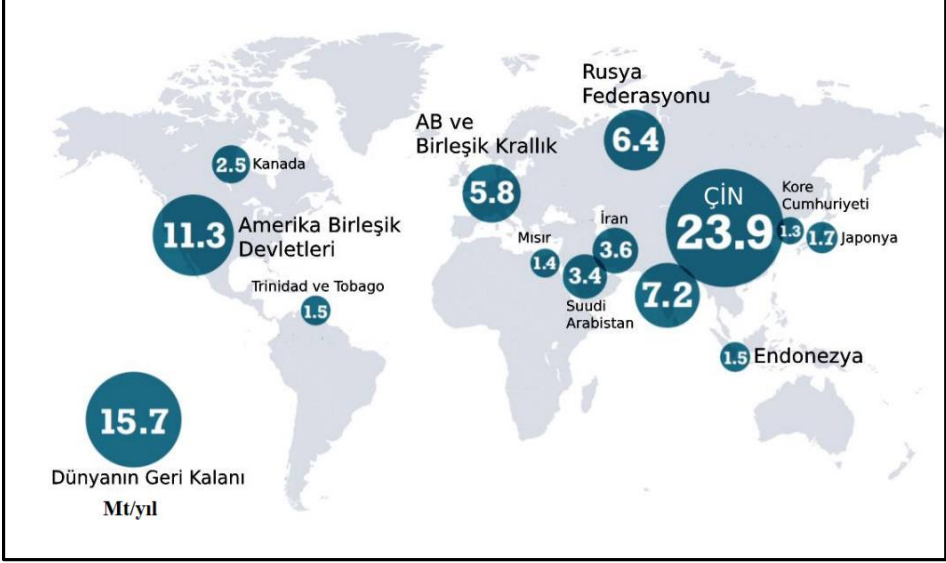 Rusya
Federasyonu
6.4
AB ve
Birleşik Krallık
5.8
2.5 Kanada
11.3 Amerika Birleşik
Devletleri
Trinidad ve Tobago
1.5
Mısır
1.4
İran
3.6
3.4
Suudi
Arabistan
7.2
ÇİN
23.9
Kore
Cumhuriyeti
1.3
1.7 Japonya
1.5 Endonezya
15.7
Dünyanın Geri Kalanı
Mt/yıl